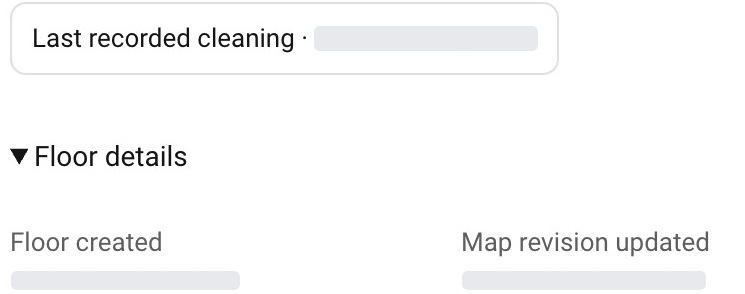 Last recorded cleaning ·
▼ Floor details
Floor created
Map revision updated